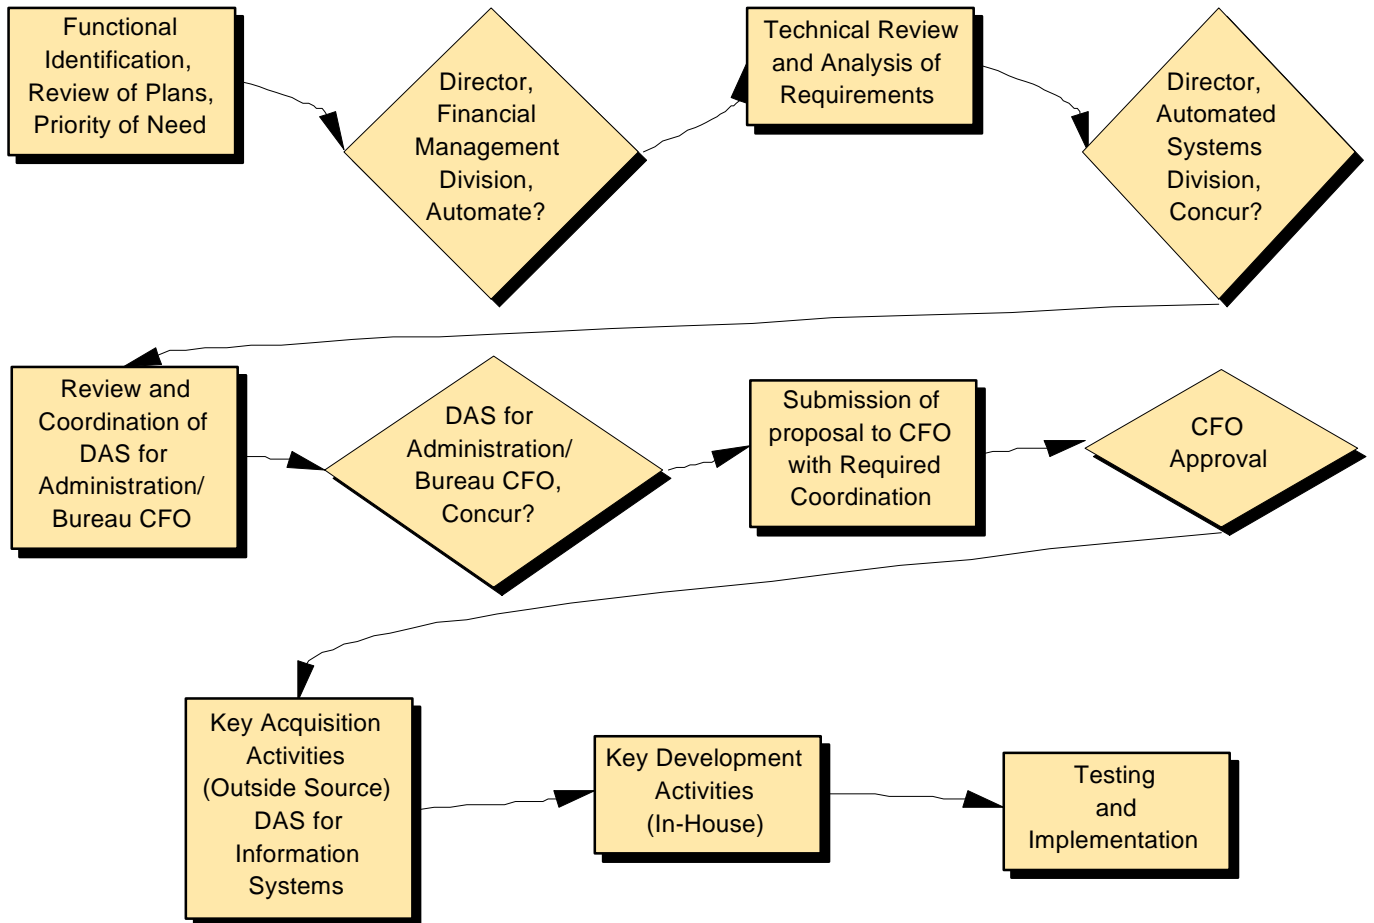 Functional
Identification,
Review of Plans,
Priority of Need
Director,
Financial
Management
Division,
Automate?
Technical Review
and Analysis of
Requirements
Director,
Automated
Systems
Division,
Concur?
Review and
Coordination of
DAS for
Administration/
Bureau CFO
DAS for
Administration/
Bureau CFO,
Concur?
Submission of
proposal to CFO
with Required
Coordination
CFO
Approval
Key Acquisition
Activities
(Outside Source)
DAS for
Information
Systems
Key Development
Activities
(In-House)
Testing
and
Implementation